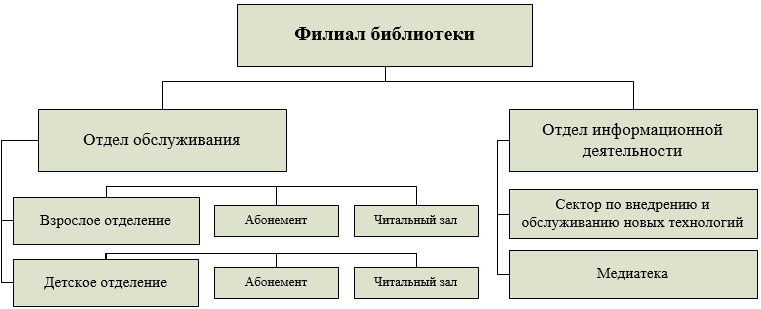 Филиал библиотеки
Отдел обслуживания
Отдел информационной
деятельности
Взрослое отделение
Абонемент
Читальный зал
Сектор по внедрению и
обслуживанию новых технологий
Детское отделение
Абонемент
Читальный зал
Медиатека